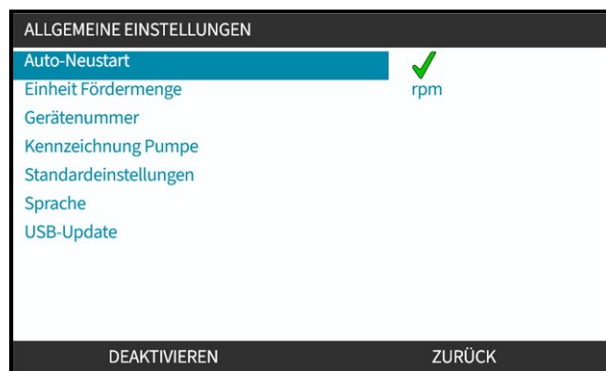 ALLGEMEINE EINSTELLUNGEN
Auto-Neustart
Einheit Fördermenge rpm
Gerätenummer
Kennzeichnung Pumpe
Standardeinstellungen
Sprache
USB-Update
DEAKTIVIEREN ZURÜCK